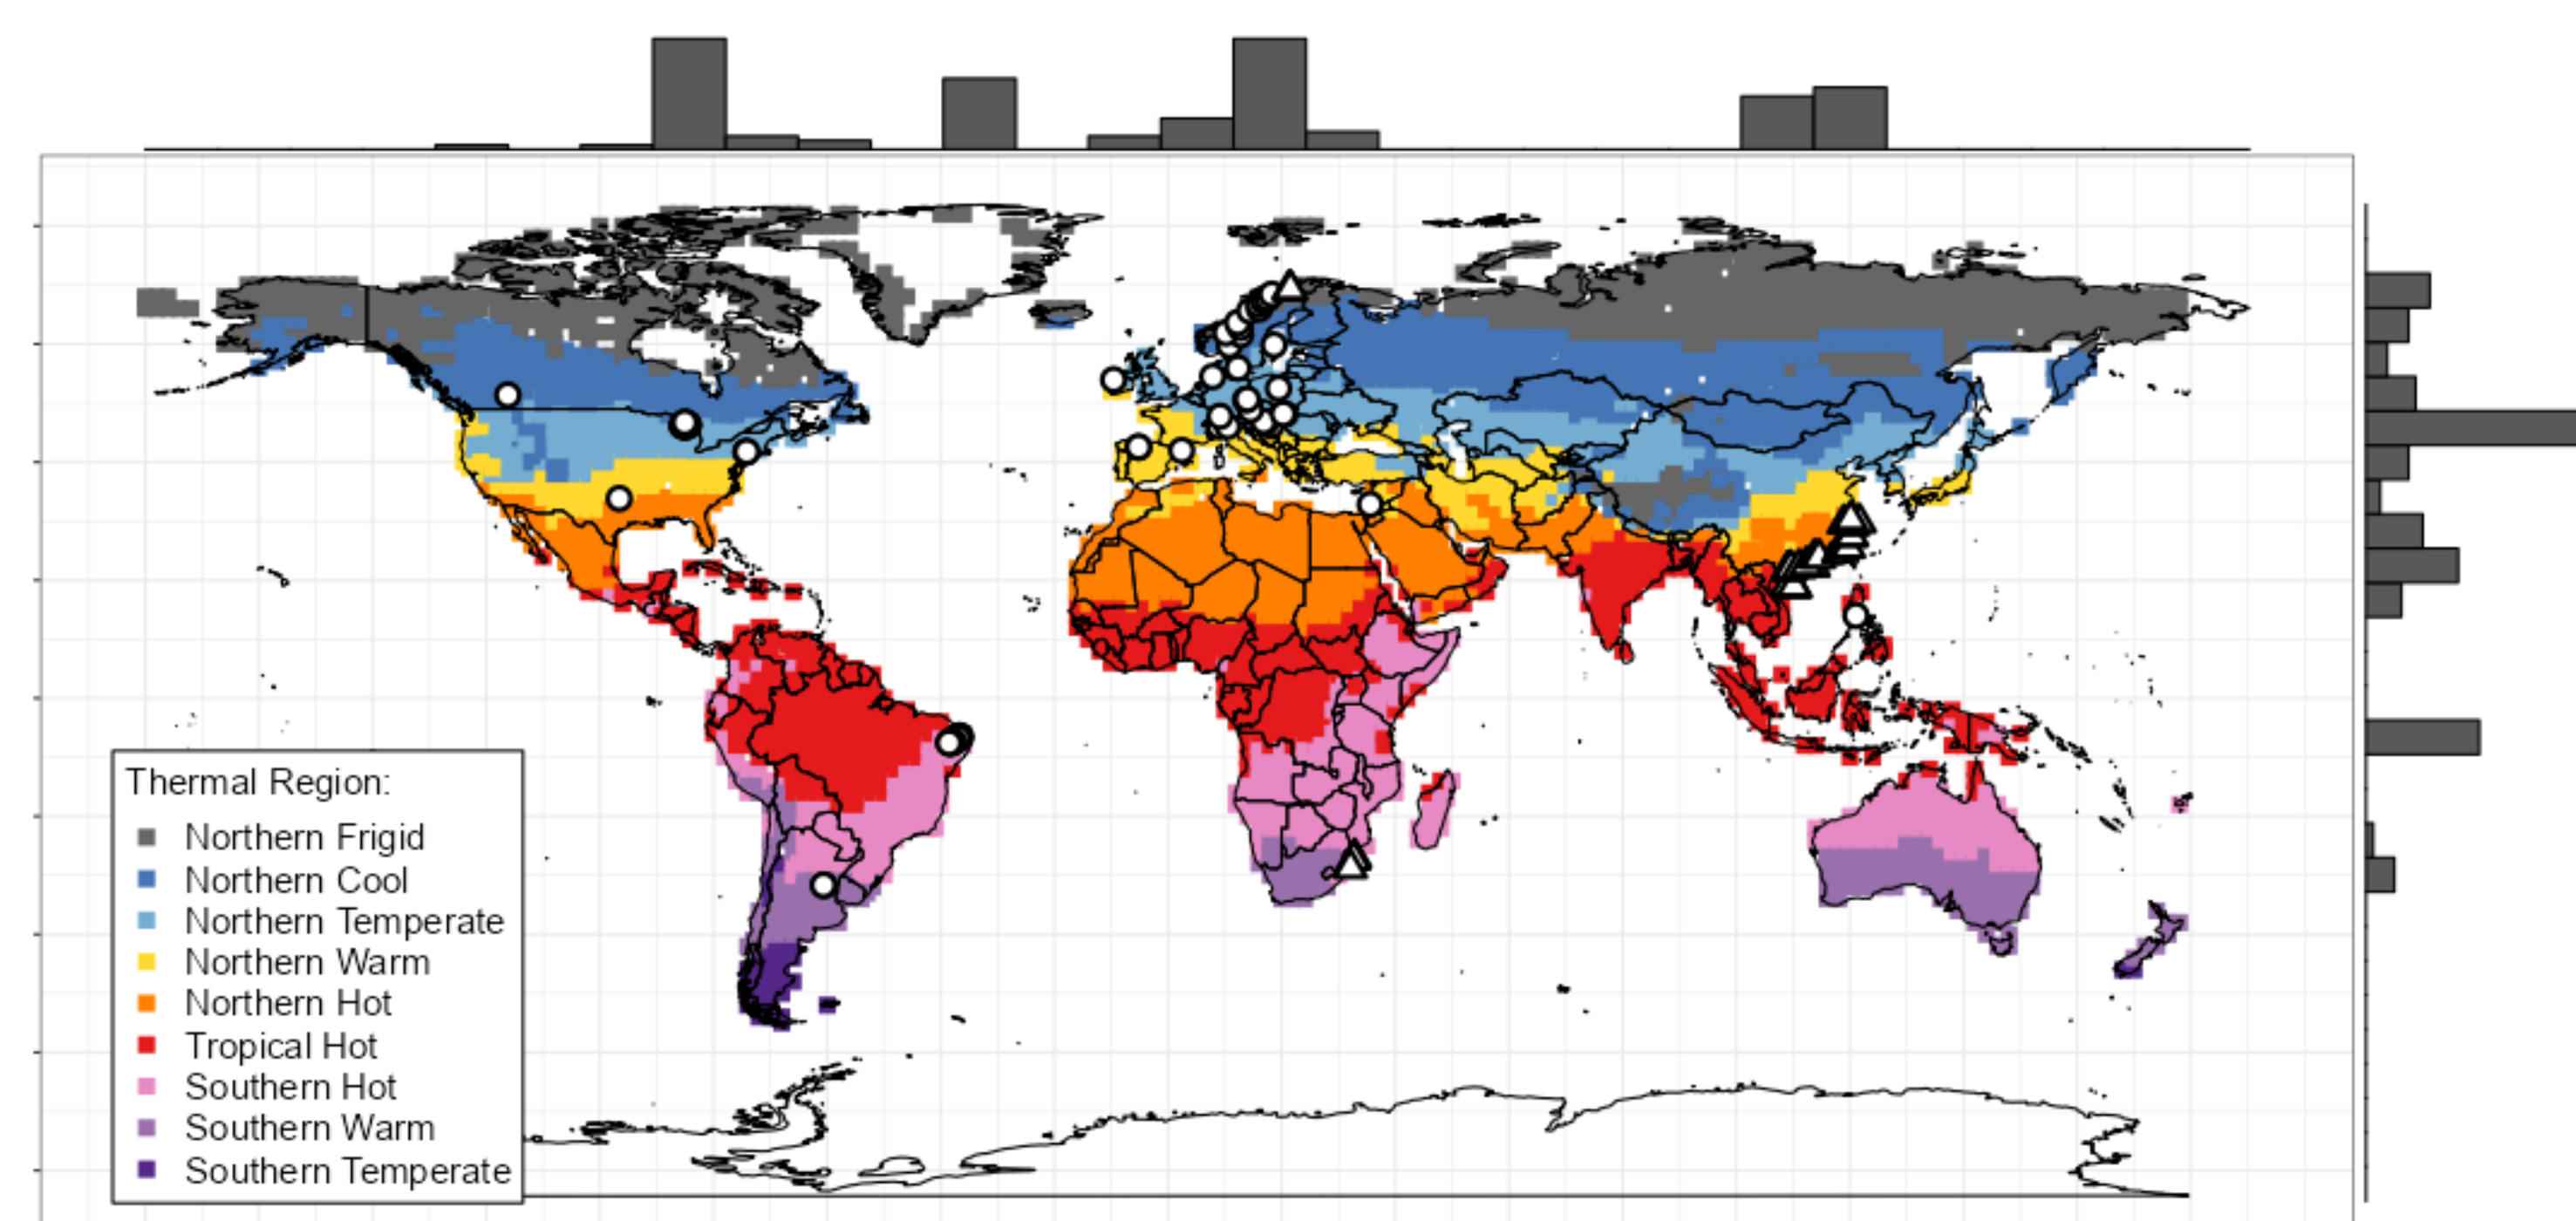 Thermal Region:
Northern Frigid
Northern Cool
Northern Temperate
Northern Warm
Northern Hot
Tropical Hot
Southern Hot
Southern Warm
Southern Temperate